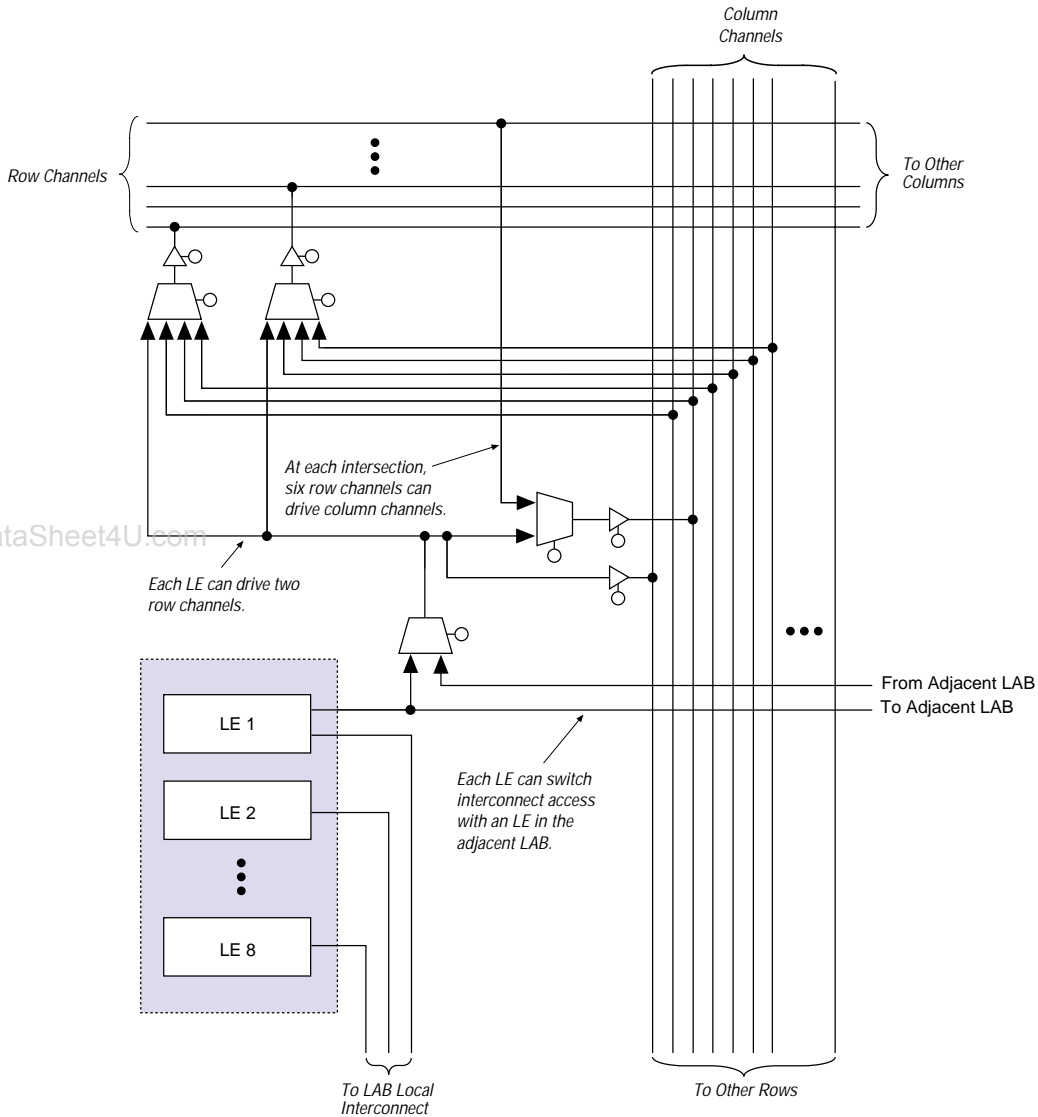 Column
Channels
Row Channels
To Other
Columns
At each intersection,
six row channels can
drive column channels.
ataSheet4U.com
Each LE can drive two
row channels.
From Adjacent LAB
To Adjacent LAB
LE 1
Each LE can switch
interconnect access
with an LE in the
adjacent LAB.
LE 2
LE 8
To LAB Local
Interconnect
To Other Rows